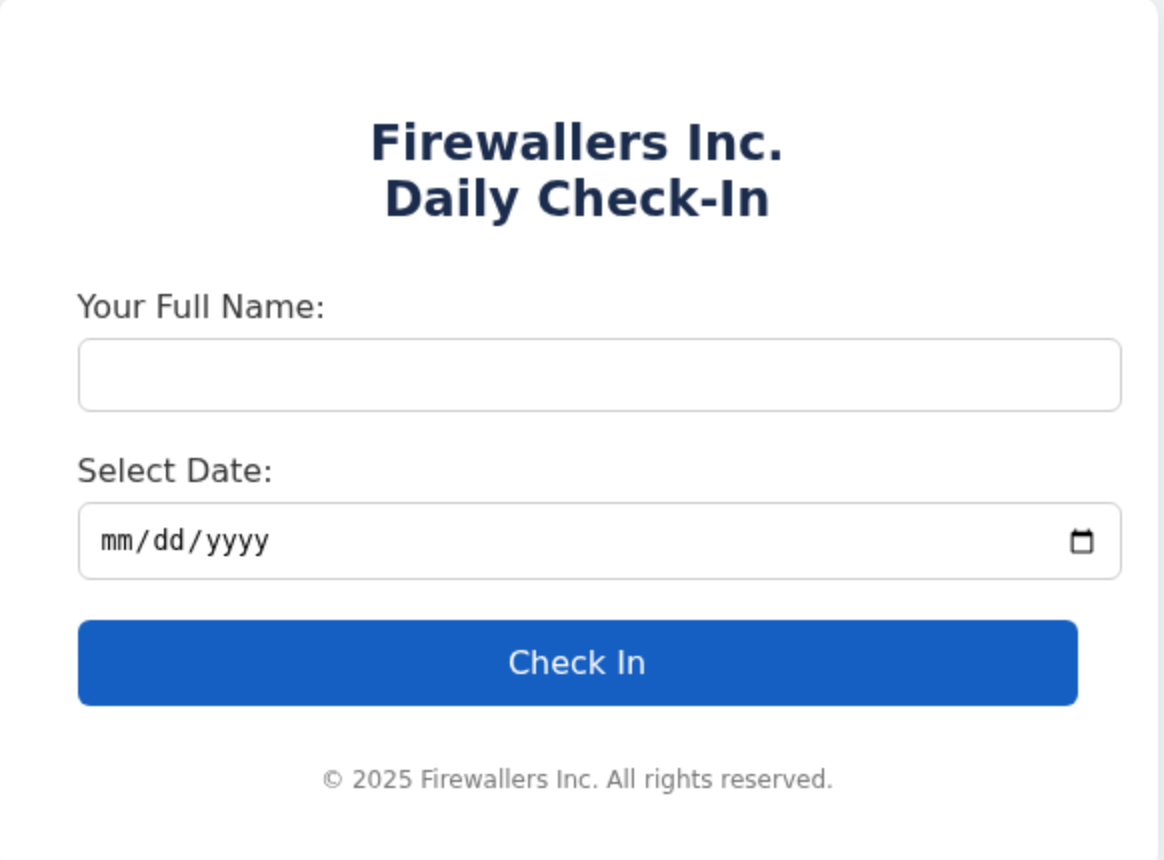 Firewallers Inc.
Daily Check-In
Your Full Name:
Select Date:
mm/dd/yyyy
Check In
© 2025 Firewallers Inc. All rights reserved.